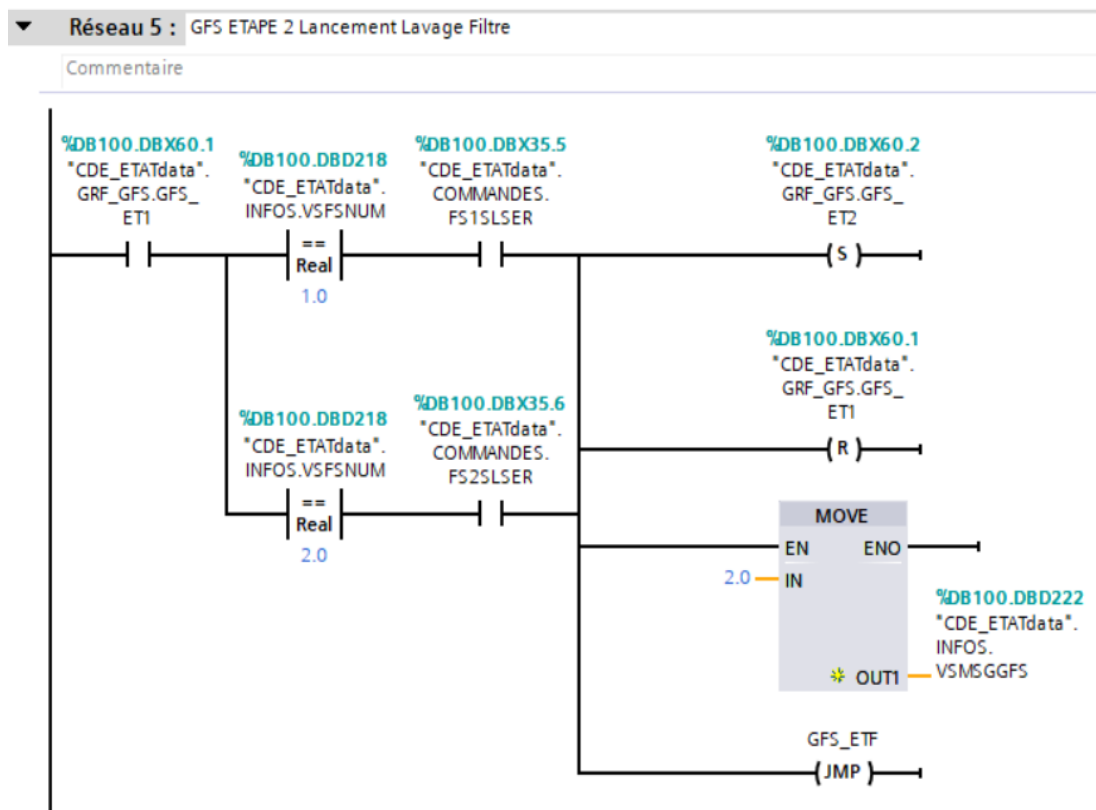 Réseau 5 : GFS ETAPE 2 Lancement Lavage Filtre
Commentaire
%DB100.DBX60.1
"CDE_ETATdata".
GRF_GFS.GFS_
ET1
%DB100.DBD218
"CDE_ETATdata".
INFOS.VSFSNUM
==
Real
1.0
%DB100.DBX35.5
"CDE_ETATdata".
COMMANDES.
FS1SLSER
%DB100.DBX60.2
"CDE_ETATdata".
GRF_GFS.GFS_
ET2
S
%DB100.DBX60.1
"CDE_ETATdata".
GRF_GFS.GFS_
ET1
R
%DB100.DBD218
"CDE_ETATdata".
INFOS.VSFSNUM
==
Real
2.0
%DB100.DBX35.6
"CDE_ETATdata".
COMMANDES.
FS2SLSER
MOVE
EN ENO
2.0 IN
OUT1
%DB100.DBD222
"CDE_ETATdata".
INFOS.
VSMSGGFS
GFS_ETF
JMP